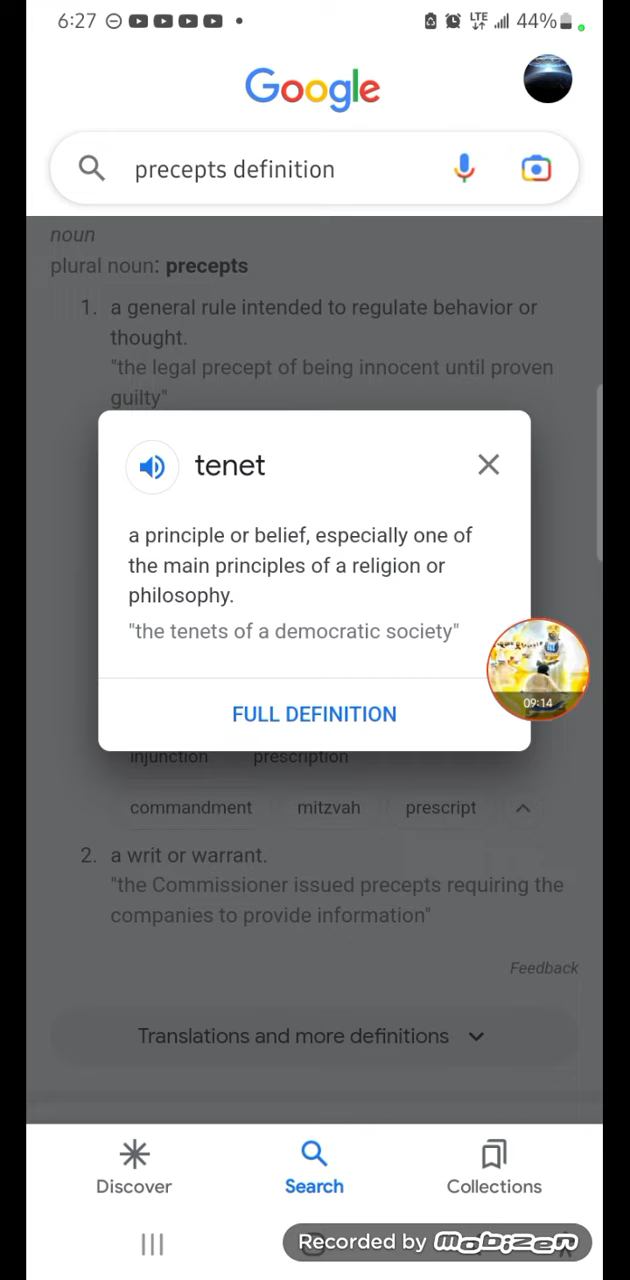 6:27 44%
LTE
Google
precepts definition
noun
plural noun: precepts
1. a general rule intended to regulate behavior or
thought.
"the legal precept of being innocent until proven
guilty"
tenet
a principle or belief, especially one of
the main principles of a religion or
philosophy.
"the tenets of a democratic society"
09:14
FULL DEFINITION
injunction prescription
commandment mitzvah prescript
2. a writ or warrant.
"the Commissioner issued precepts requiring the
companies to provide information"
Feedback
Translations and more definitions
Discover Search Collections
Recorded by mobizen